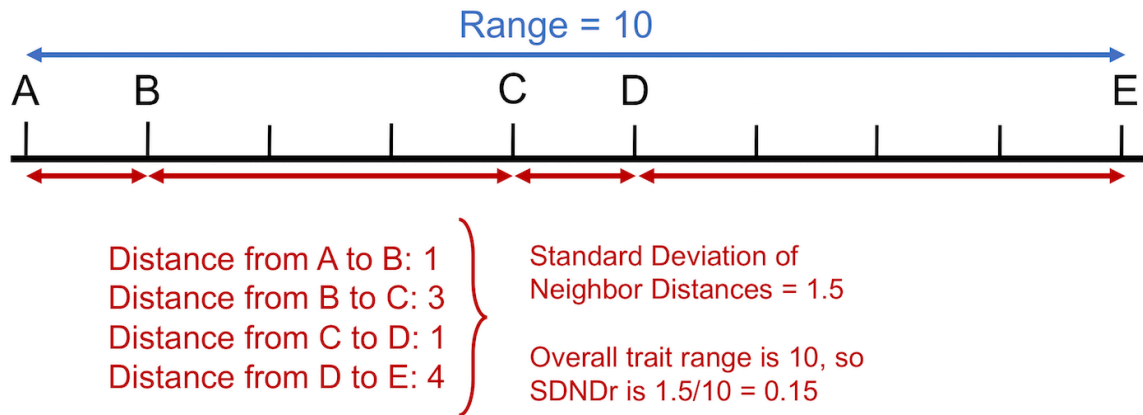 Range = 10
A B C D E
Distance from A to B: 1
Distance from B to C: 3
Distance from C to D: 1
Distance from D to E: 4
Standard Deviation of
Neighbor Distances = 1.5
Overall trait range is 10, so
SDNDr is 1.5/10 = 0.15